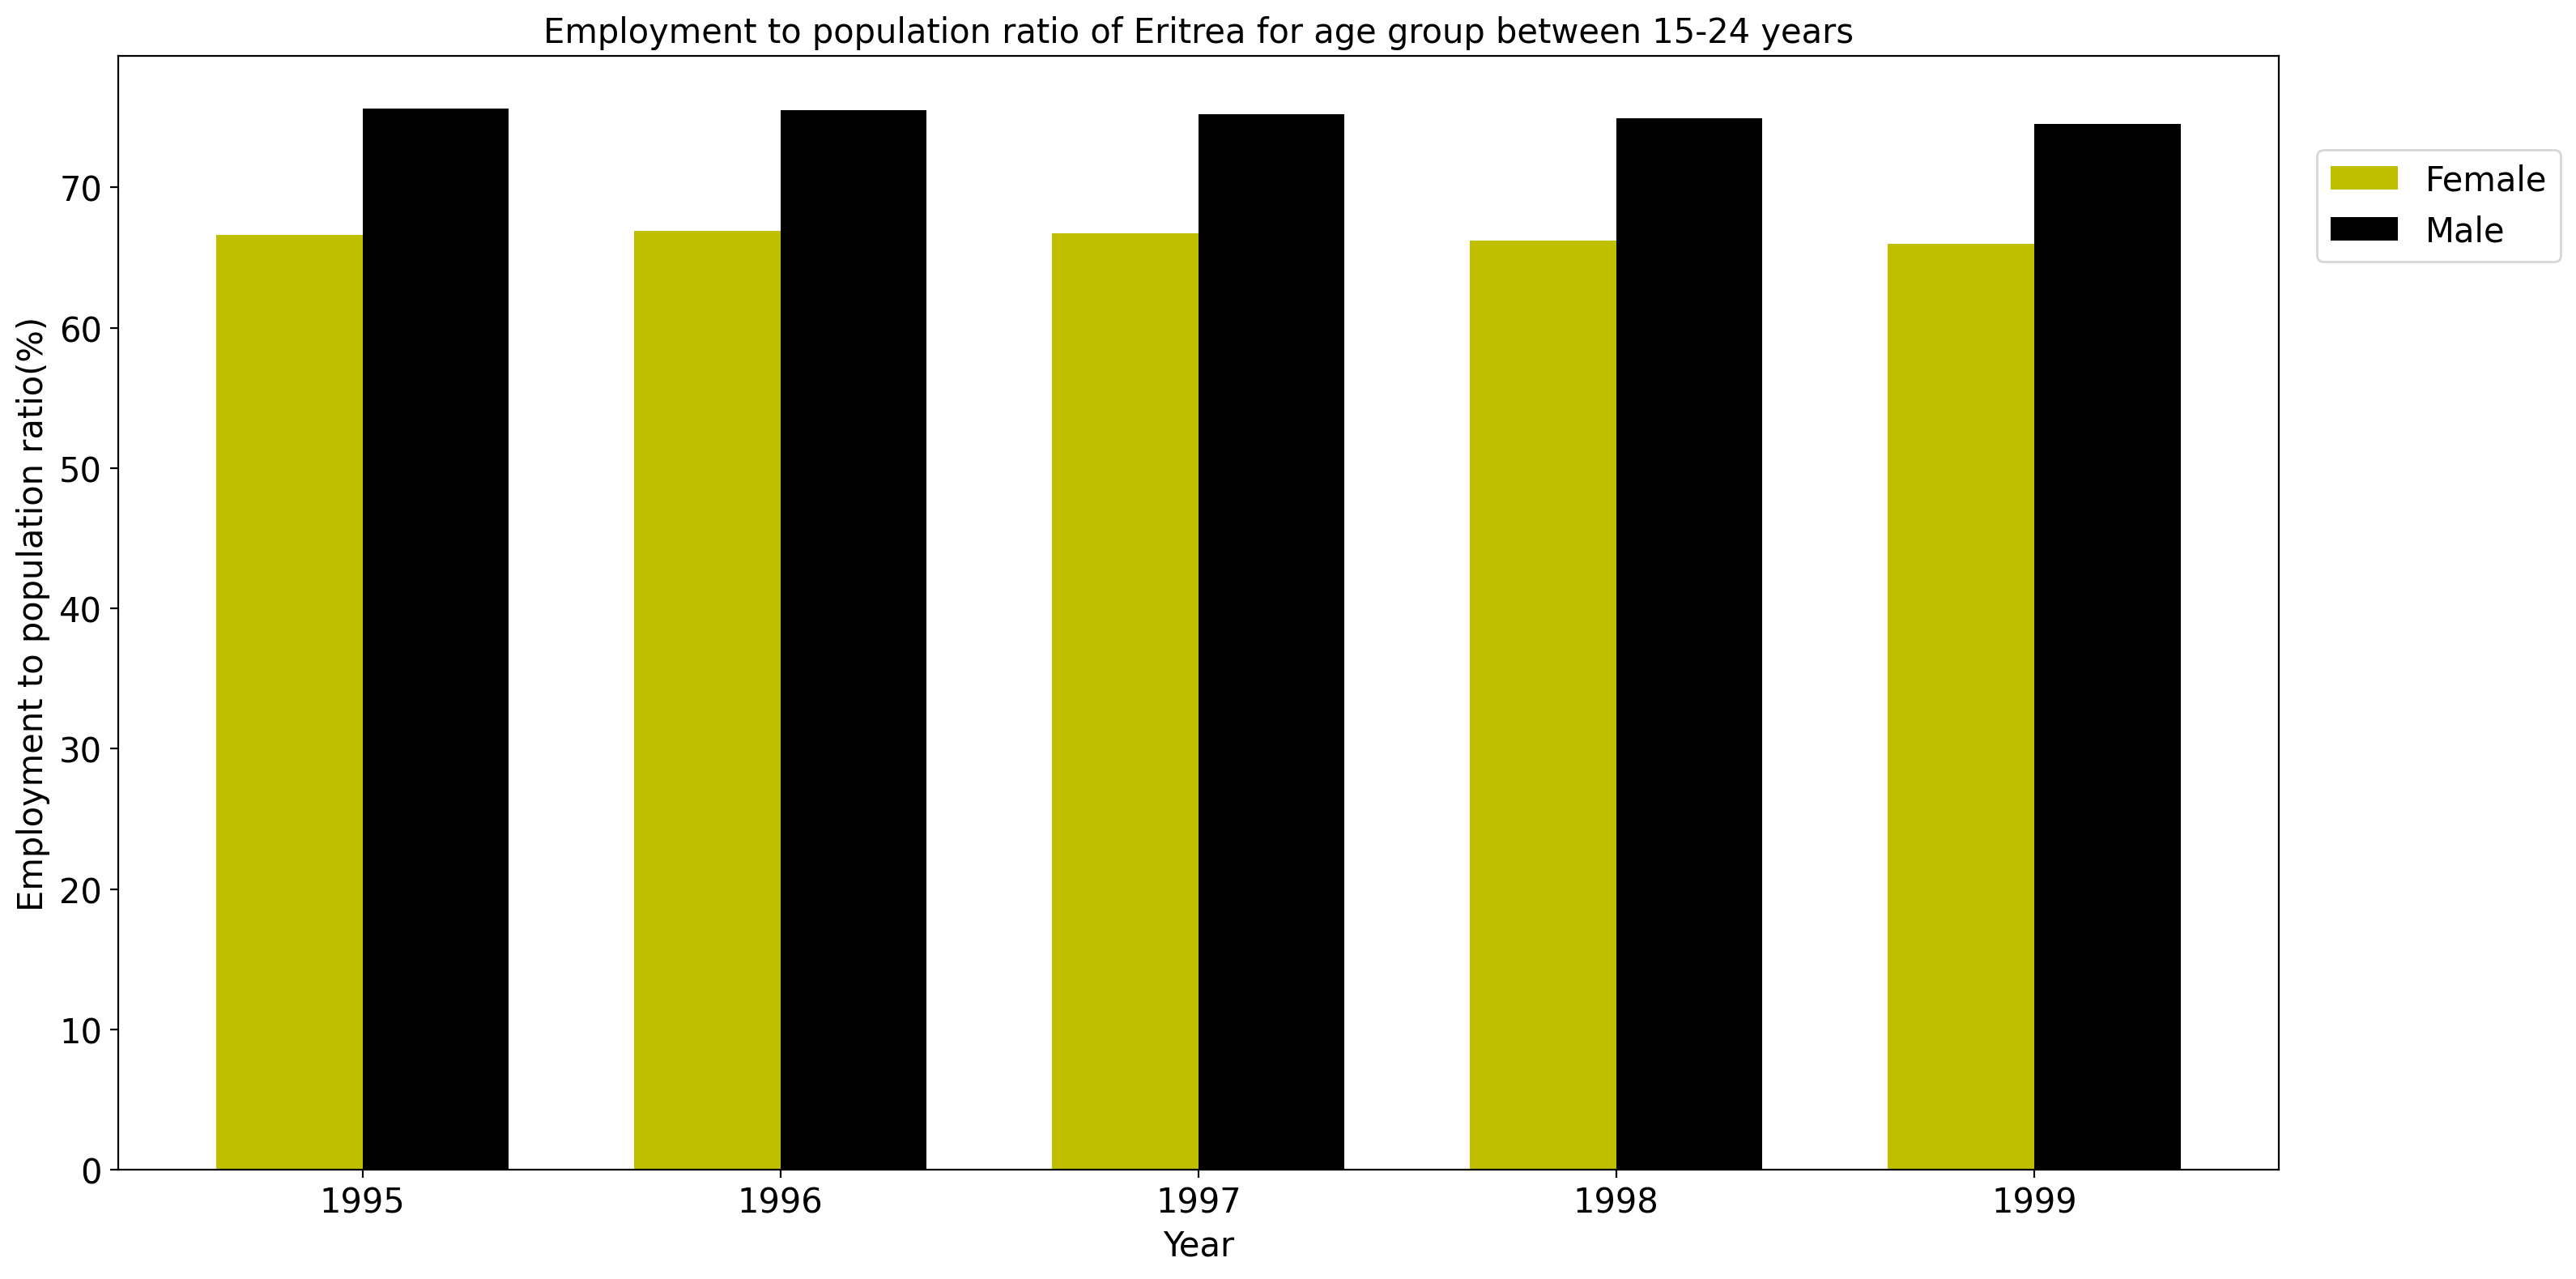 Employment to population ratio of Eritrea for age group between 15-24 years
Employment to population ratio(%)
70
60
50
40
30
20
10
0
1995
1996
1997
1998
1999
Year
Female
Male